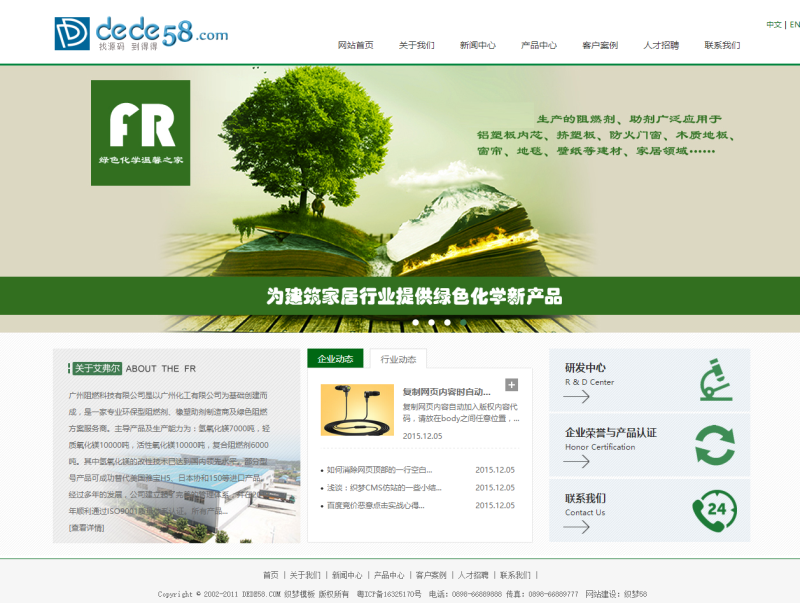 dede58.com
找源码 到得得
中文 | EN
网站首页 关于我们 新闻中心 产品中心 客户案例 人才招聘 联系我们
FR
绿色化学温馨之家
生产的阻燃剂、助剂广泛应用于
铝塑板内芯、挤塑板、防火门窗、木质地板、
窗帘、地毯、壁纸等建材、家居领域······
为建筑家居行业提供绿色化学新产品
关于艾弗尔 ABOUT THE FR
广州阻燃科技有限公司是以广州化工有限公司为基础创建而
成，是一家专业环保型阻燃剂、橡塑助剂制造商及绿色阻燃
方案服务商。主导产品及生产能力为：氢氧化镁7000吨，轻
质氧化镁10000吨，活性氧化镁10000吨，复合阻燃剂6000
吨。其中氢氧化镁的改性技术已达到国内领先水平，部分型
号产品可成功替代美国雅宝H5、日本协和150等进口产品。
经过多年的发展，公司建立健了完善的管理体系，并在20
年顺利通过ISO9001质量体系认证。所有产品...
[查看详情]
企业动态 行业动态
复制网页内容时自动...
复制网页内容自动加入版权内容代
码，请放在body之间任意位置，...
2015.12.05
如何消除网页顶部的一行空白... 2015.12.05
浅谈：织梦CMS仿站的一些小结... 2015.12.05
百度竞价恶意点击实战心得... 2015.12.05
研发中心
R & D Center
企业荣誉与产品认证
Honor Certification
联系我们
Contact Us
24
首页 | 关于我们 | 新闻中心 | 产品中心 | 客户案例 | 人才招聘 | 联系我们 |
Copyright © 2002-2011 DEDE58.COM 织梦模板 版权所有 粤ICP备16325170号 电话：0898-66889888 传真：0898-66889777 网站建设：织梦58